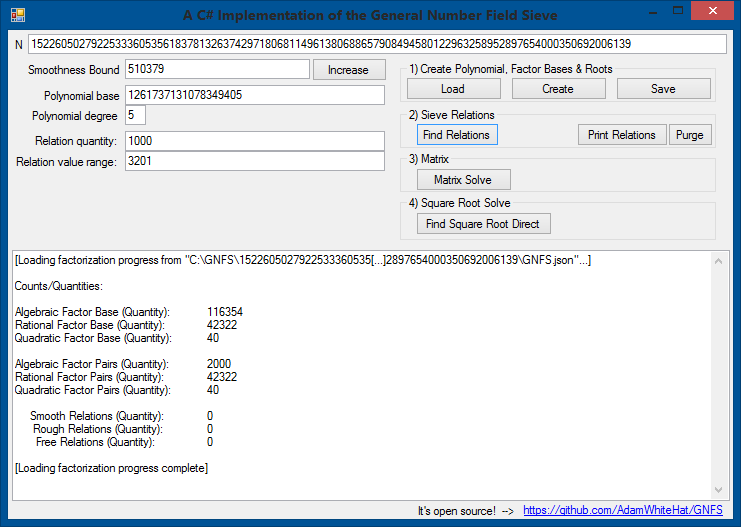 A C# Implementation of the General Number Field Sieve
N 1522605027922533360535618378132637429718068114961380688657908494580122963258952897654000350692006139
Smoothness Bound 510379 Increase
Polynomial base 1261737131078349405
Polynomial degree 5
Relation quantity: 1000
Relation value range: 3201
1) Create Polynomial, Factor Bases & Roots
Load Create Save
2) Sieve Relations
Find Relations Print Relations Purge
3) Matrix
Matrix Solve
4) Square Root Solve
Find Square Root Direct
[Loading factorization progress from "C:\GNFS\1522605027922533360535[...]2897654000350692006139\GNFS.json"...]
Counts/Quantities:
Algebraic Factor Base (Quantity): 116354
Rational Factor Base (Quantity): 42322
Quadratic Factor Base (Quantity): 40
Algebraic Factor Pairs (Quantity): 2000
Rational Factor Pairs (Quantity): 42322
Quadratic Factor Pairs (Quantity): 40
Smooth Relations (Quantity): 0
Rough Relations (Quantity): 0
Free Relations (Quantity): 0
[Loading factorization progress complete]
It's open source! --> https://github.com/AdamWhiteHat/GNFS